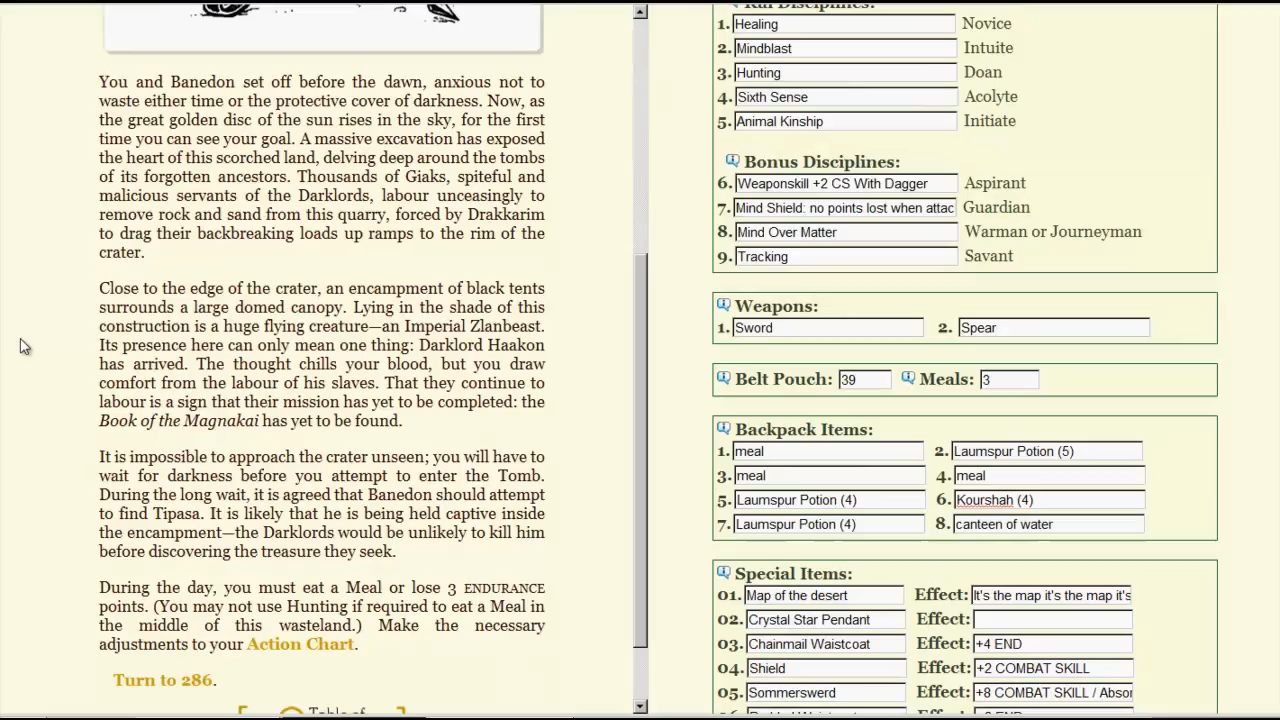 You and Banedon set off before the dawn, anxious not to
waste either time or the protective cover of darkness. Now, as
the great golden disc of the sun rises in the sky, for the first
time you can see your goal. A massive excavation has exposed
the heart of this scorched land, delving deep around the tombs
of its forgotten ancestors. Thousands of Giaks, spiteful and
malicious servants of the Darklords, labour unceasingly to
remove rock and sand from this quarry, forced by Drakkarim
to drag their backbreaking loads up ramps to the rim of the
crater.
Close to the edge of the crater, an encampment of black tents
surrounds a large domed canopy. Lying in the shade of this
construction is a huge flying creature—an Imperial Zlanbeast.
Its presence here can only mean one thing: Darklord Haakon
has arrived. The thought chills your blood, but you draw
comfort from the labour of his slaves. That they continue to
labour is a sign that their mission has yet to be completed: the
Book of the Magnakai has yet to be found.
It is impossible to approach the crater unseen; you will have to
wait for darkness before you attempt to enter the Tomb.
During the long wait, it is agreed that Banedon should attempt
to find Tipasa. It is likely that he is being held captive inside
the encampment—the Darklords would be unlikely to kill him
before discovering the treasure they seek.
During the day, you must eat a Meal or lose 3 ENDURANCE
points. (You may not use Hunting if required to eat a Meal in
the middle of this wasteland.) Make the necessary
adjustments to your Action Chart.
Turn to 286.
Table of
Kai Disciplines:
1. Healing Novice
2. Mindblast Intuite
3. Hunting Doan
4. Sixth Sense Acolyte
5. Animal Kinship Initiate
Bonus Disciplines:
6. Weaponskill +2 CS With Dagger Aspirant
7. Mind Shield: no points lost when attac Guardian
8. Mind Over Matter Warman or Journeyman
9. Tracking Savant
Weapons:
1. Sword 2. Spear
Belt Pouch: 39 Meals: 3
Backpack Items:
1. meal 2. Laumspur Potion (5)
3. meal 4. meal
5. Laumspur Potion (4) 6. Kourshah (4)
7. Laumspur Potion (4) 8. canteen of water
Special Items:
01. Map of the desert Effect: It's the map it's the map it's
02. Crystal Star Pendant Effect:
03. Chainmail Waistcoat Effect: +4 END
04. Shield Effect: +2 COMBAT SKILL
05. Sommerswerd Effect: +8 COMBAT SKILL / Absor